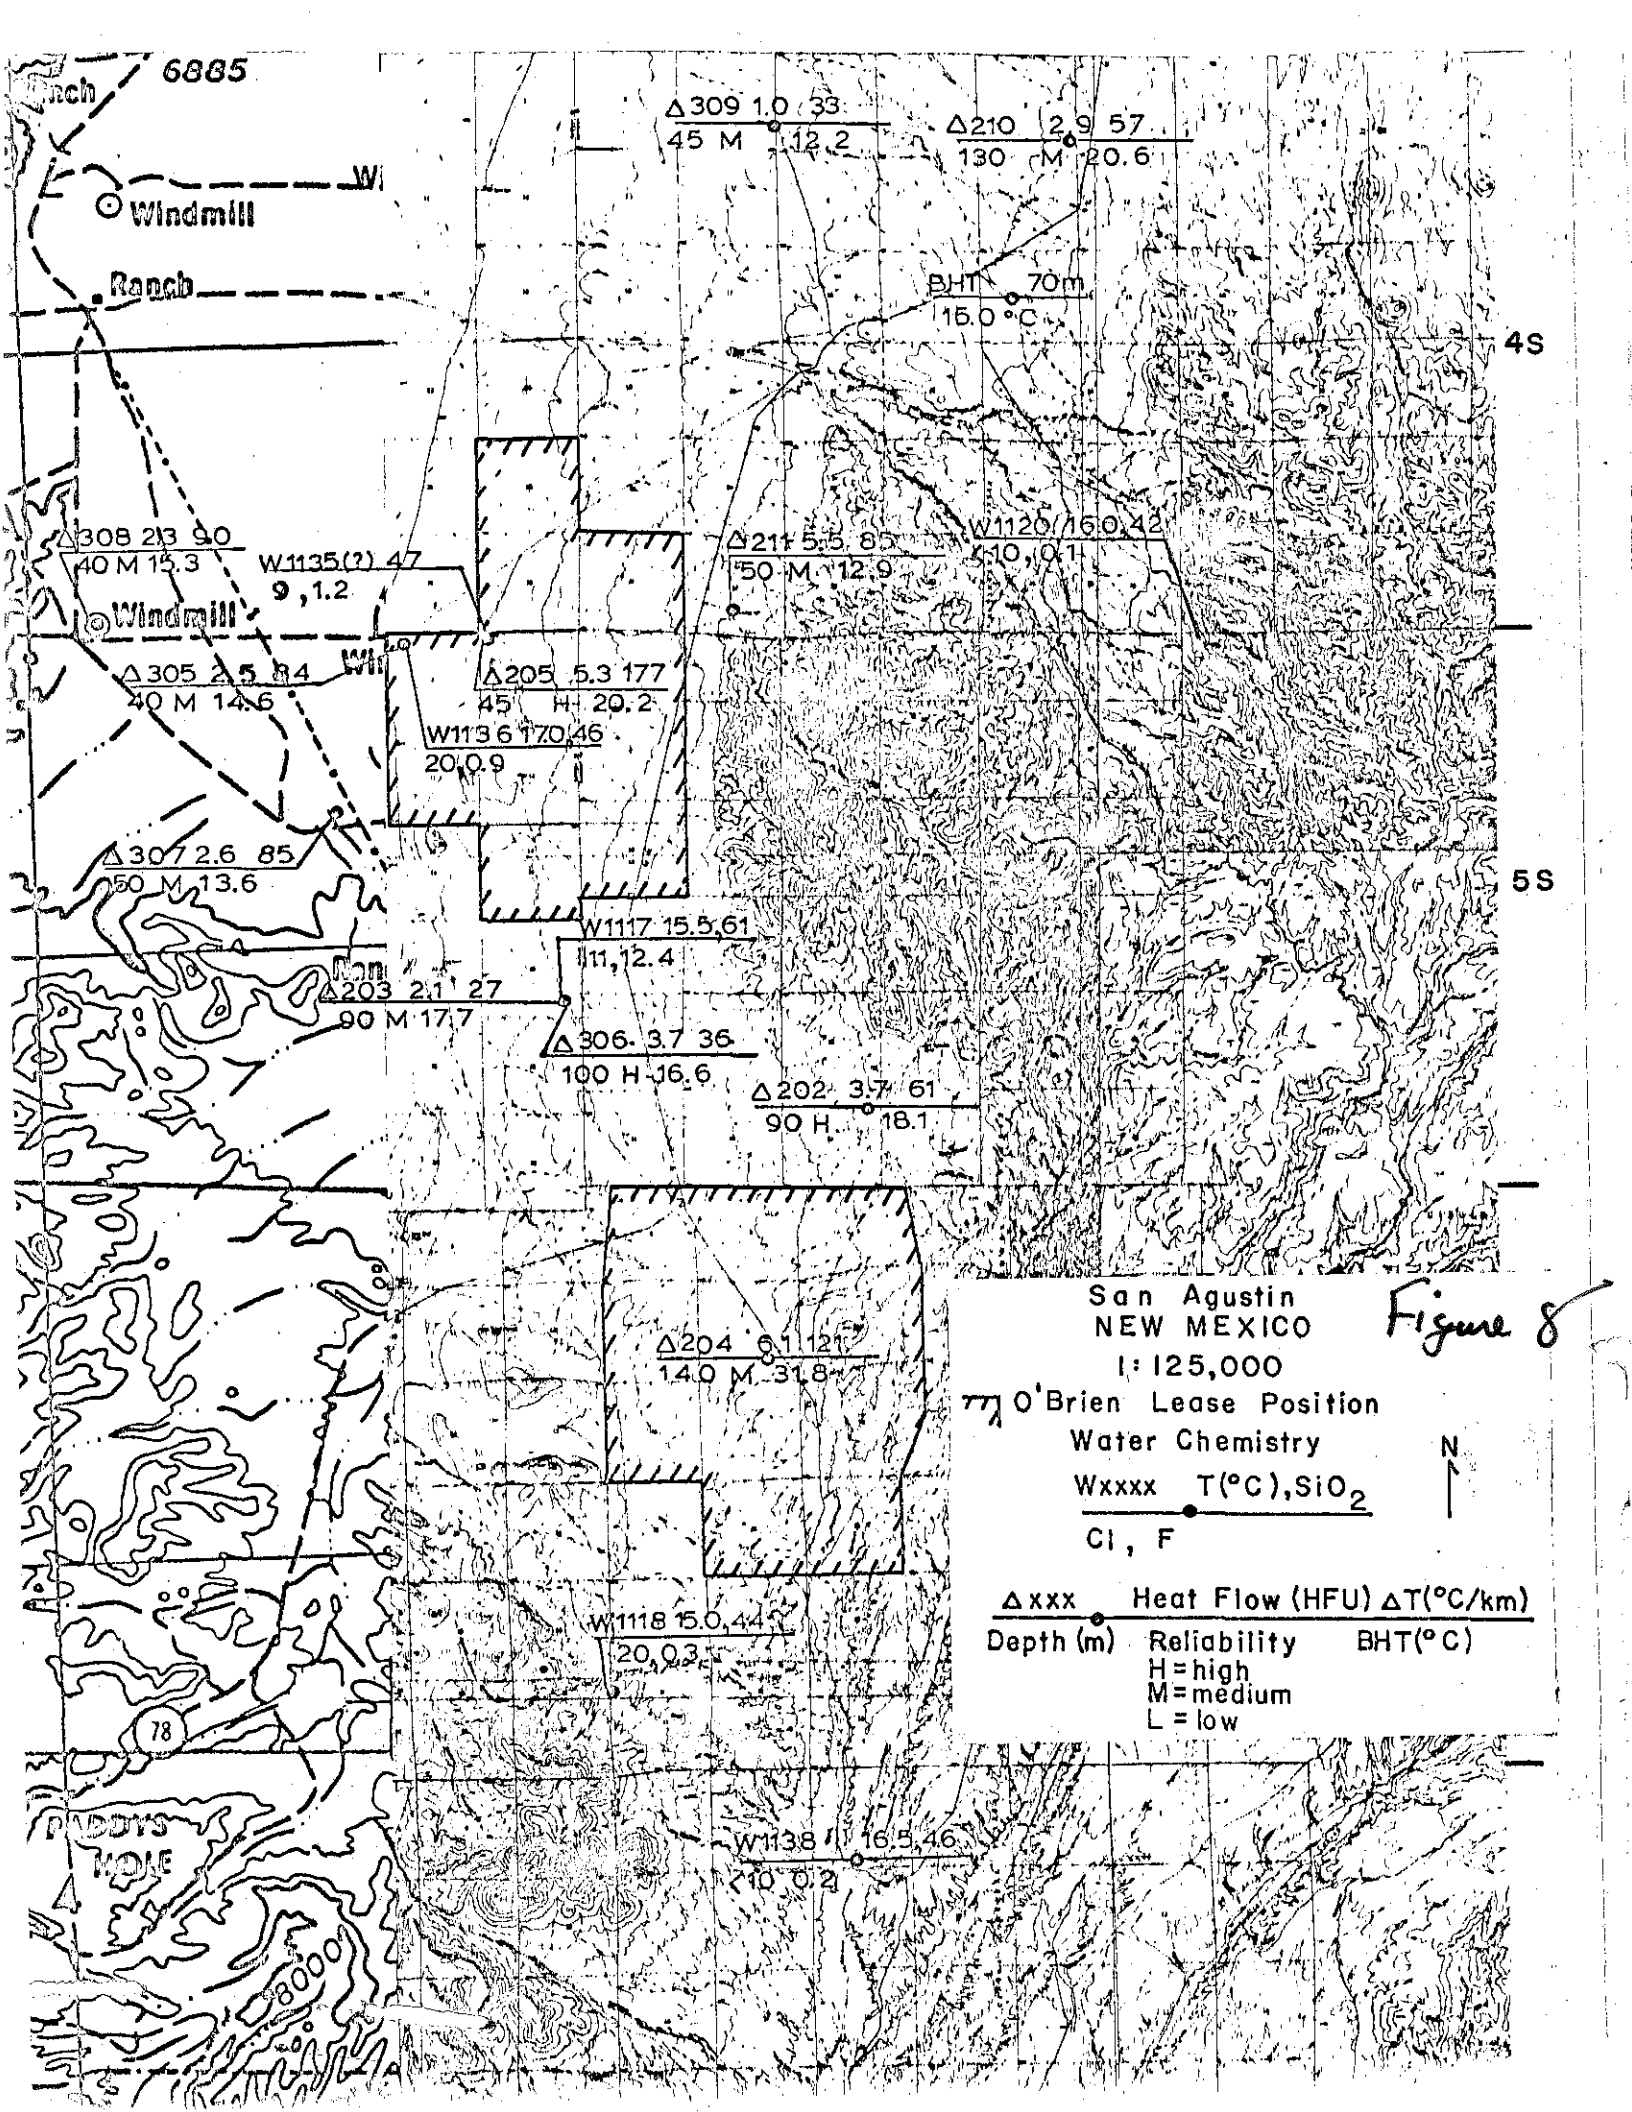 6885
nch
Δ309 1.0 33
45 M 12.2
Δ210 2.9 57
130 M 20.6
Wi
Windmill
Ranch
BHT 70m
15.0 °C
4S
Δ308 2.3 90
40 M 15.3
W1135(?) 47
9, 1.2
Δ211 5.5 85
50 M 12.9
W1120 16.0, 42
<10, 0.1
Windmill
Δ305 2.5 84
40 M 14.6
Wir
Δ205 5.3 177
45 H 20.2
W1136 17.0, 46
20, 0.9
Δ307 2.6 85
50 M 13.6
5S
W1117 15.5, 61
111, 12.4
Ran
Δ203 2.1 27
90 M 17.7
Δ306 3.7 36
100 H 16.6
Δ202 3.7 61
90 H 18.1
San Agustin
NEW MEXICO
Figure 8
1:125,000
O'Brien Lease Position
Water Chemistry
N
Wxxxx T(°C), SiO2
Cl, F
Δxxx Heat Flow (HFU) ΔT(°C/km)
Depth (m) Reliability BHT(°C)
H = high
M = medium
L = low
Δ204 6.1 121
140 M 31.8
W1118 15.0, 44
20, 0.3
78
PADDYS
HOLE
W1138 16.5, 46
<10 0.2
8000